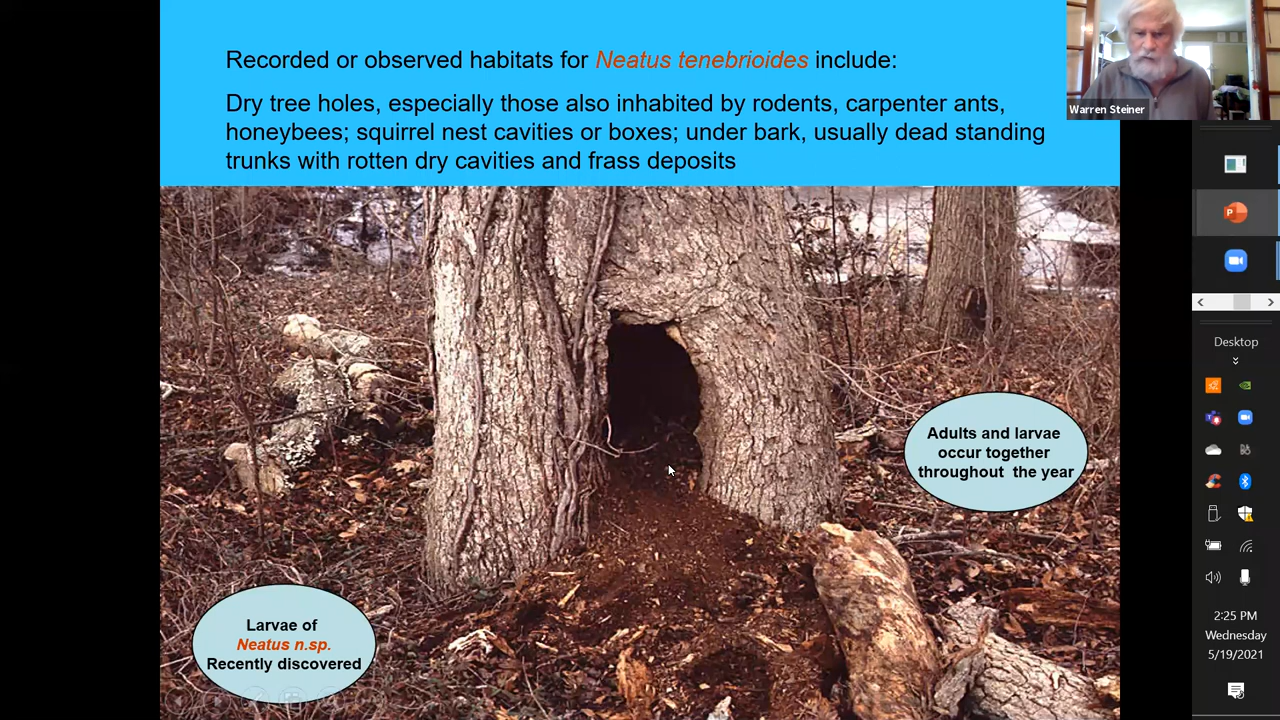 Recorded or observed habitats for Neatus tenebrioides include:
Dry tree holes, especially those also inhabited by rodents, carpenter ants,
honeybees; squirrel nest cavities or boxes; under bark, usually dead standing
trunks with rotten dry cavities and frass deposits
Warren Steiner
Adults and larvae
occur together
throughout the year
Larvae of
Neatus n.sp.
Recently discovered
Desktop
2:25 PM
Wednesday
5/19/2021